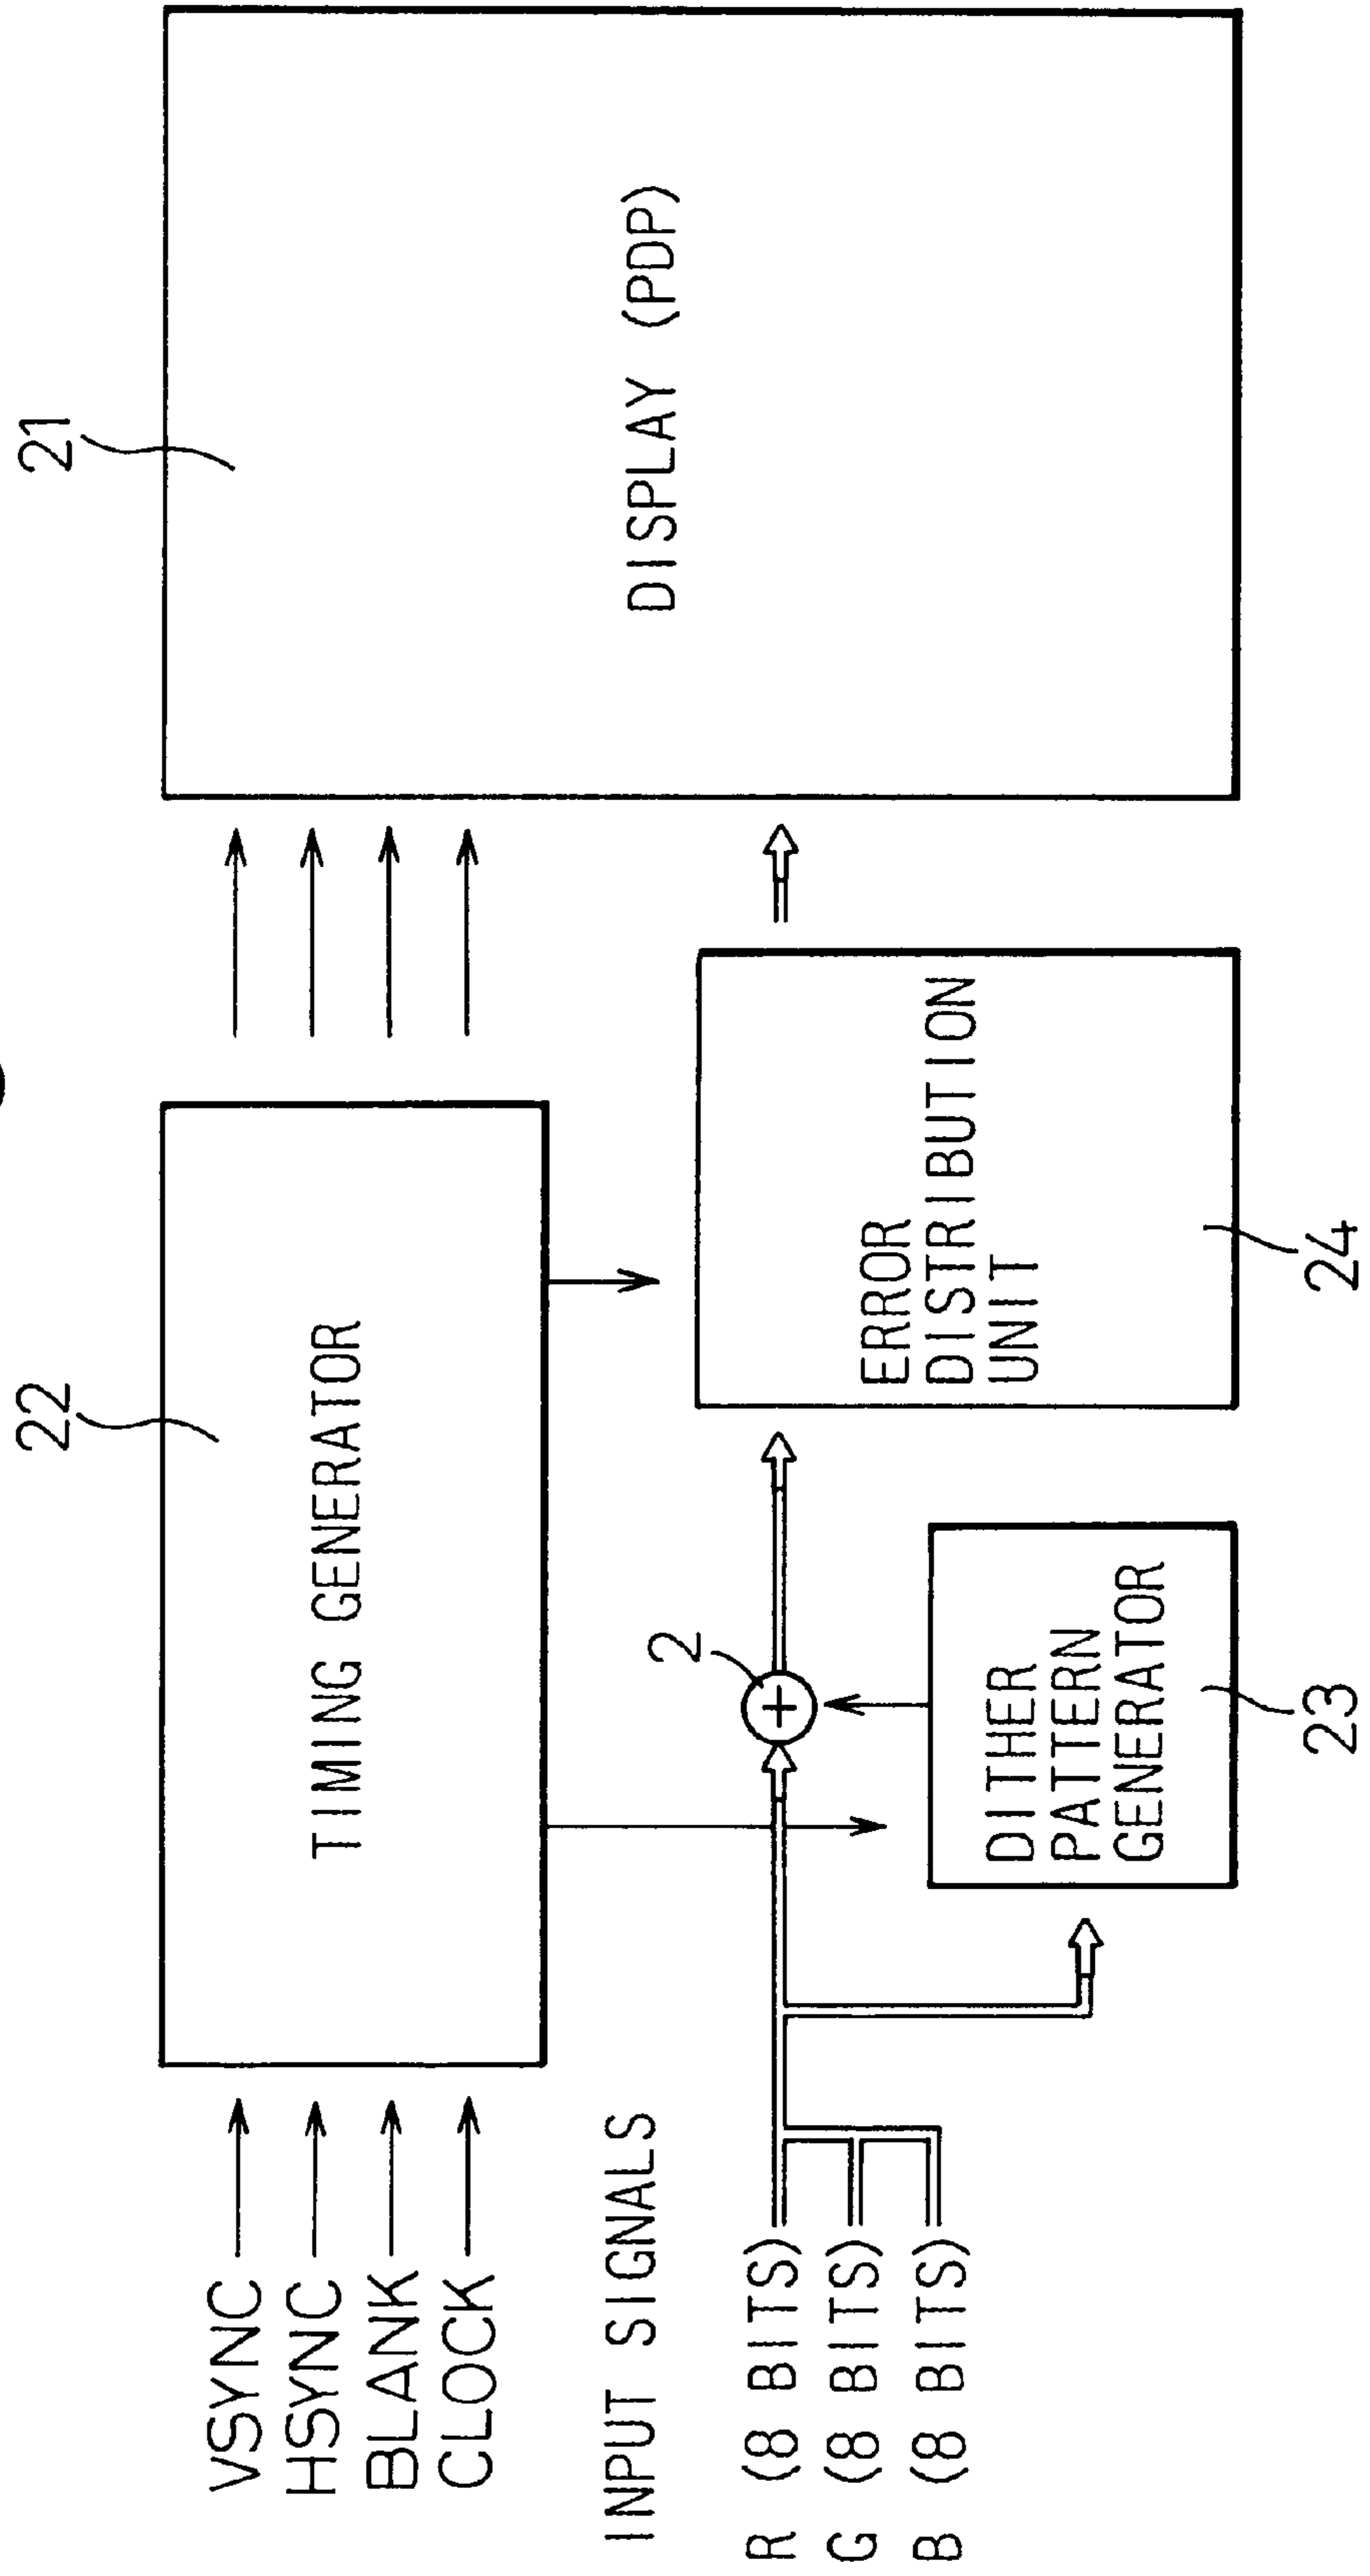 21
22
VSYNC
HSYNC
BLANK
CLOCK
TIMING GENERATOR
DISPLAY (PDP)
INPUT SIGNALS
2
+
R (8 BITS)
G (8 BITS)
B (8 BITS)
ERROR
DISTRIBUTION
UNIT
DITHER
PATTERN
GENERATOR
23
24